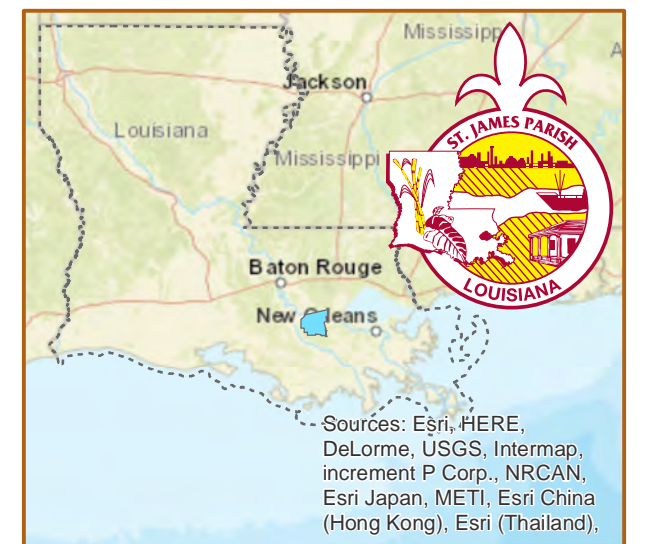 Mississipp
A
Jackson
Louisiana
Mississippi
ST. JAMES PARISH
LOUISIANA
Baton Rouge
New Orleans
Sources: Esri, HERE,
DeLorme, USGS, Intermap,
increment P Corp., NRCAN,
Esri Japan, METI, Esri China
(Hong Kong), Esri (Thailand),